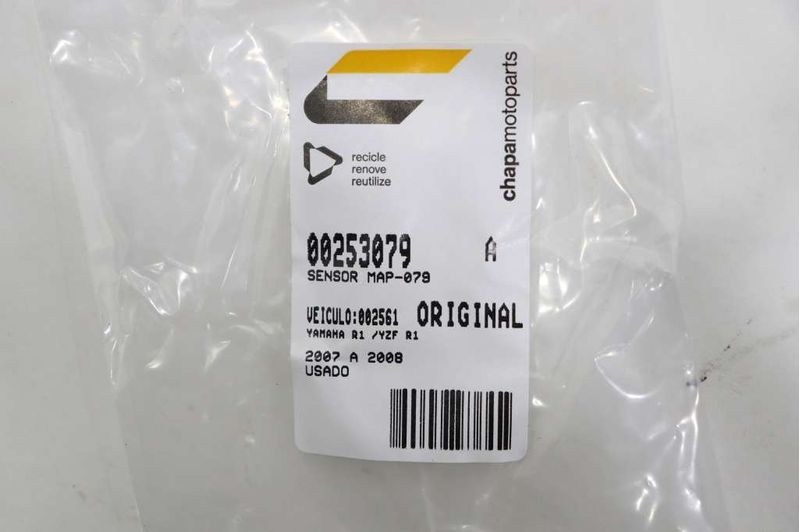 chapamotoparts
recicle
renove
reutilize
00253079 A
SENSOR MAP-079
VEICULO:002561 ORIGINAL
YAMAHA R1 /YZF R1
2007 A 2008
USADO